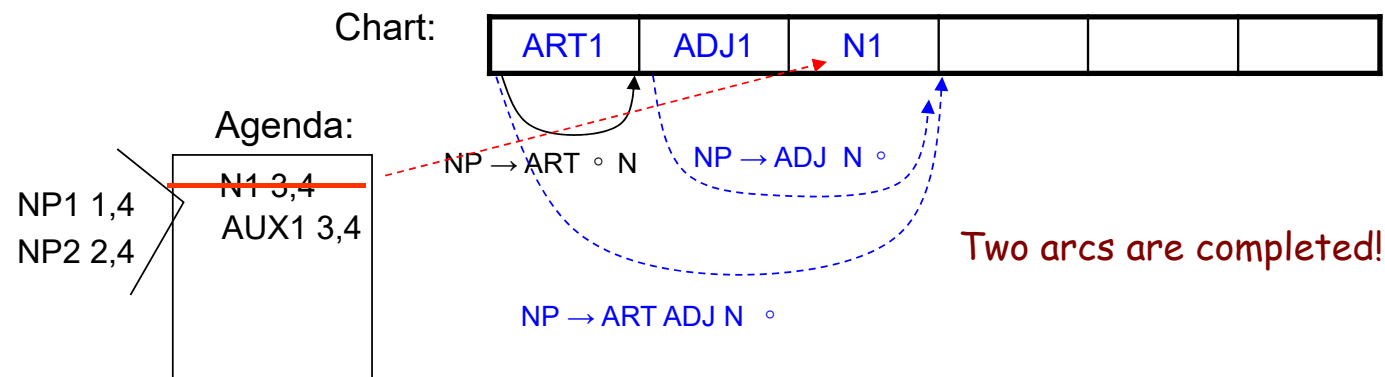 Chart:
ART1 ADJ1 N1
Agenda:
NP → ART ° N
NP → ADJ N °
N1 3,4
NP1 1,4
AUX1 3,4
NP2 2,4
Two arcs are completed!
NP → ART ADJ N °